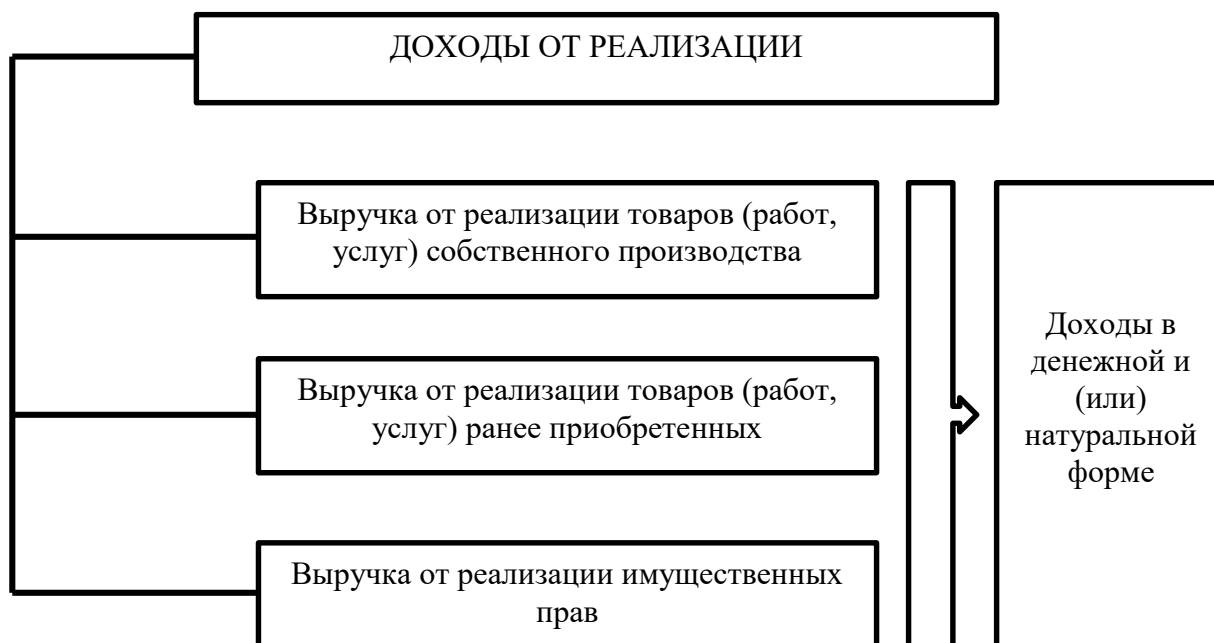 ДОХОДЫ ОТ РЕАЛИЗАЦИИ
Выручка от реализации товаров (работ,
услуг) собственного производства
Выручка от реализации товаров (работ,
услуг) ранее приобретенных
Выручка от реализации имущественных
прав
Доходы в
денежной и
(или)
натуральной
форме